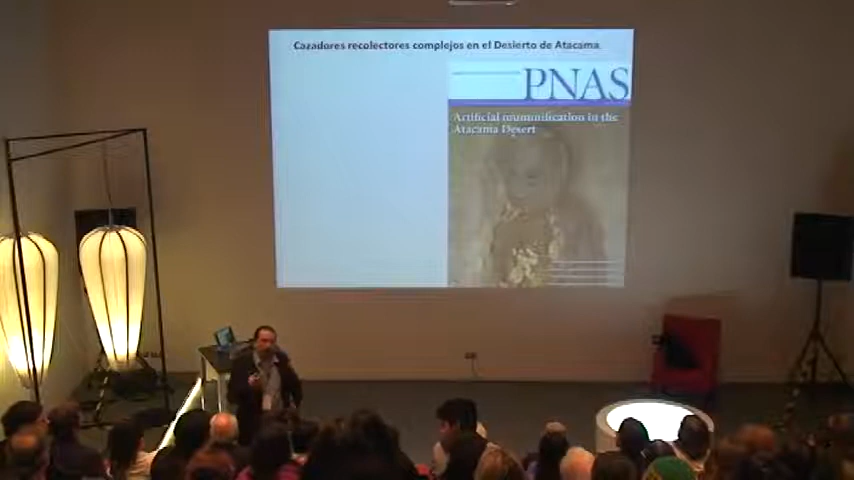 Cazadores recolectores complejos en el Desierto de Atacama
PNAS
Artificial mummification in the
Atacama Desert